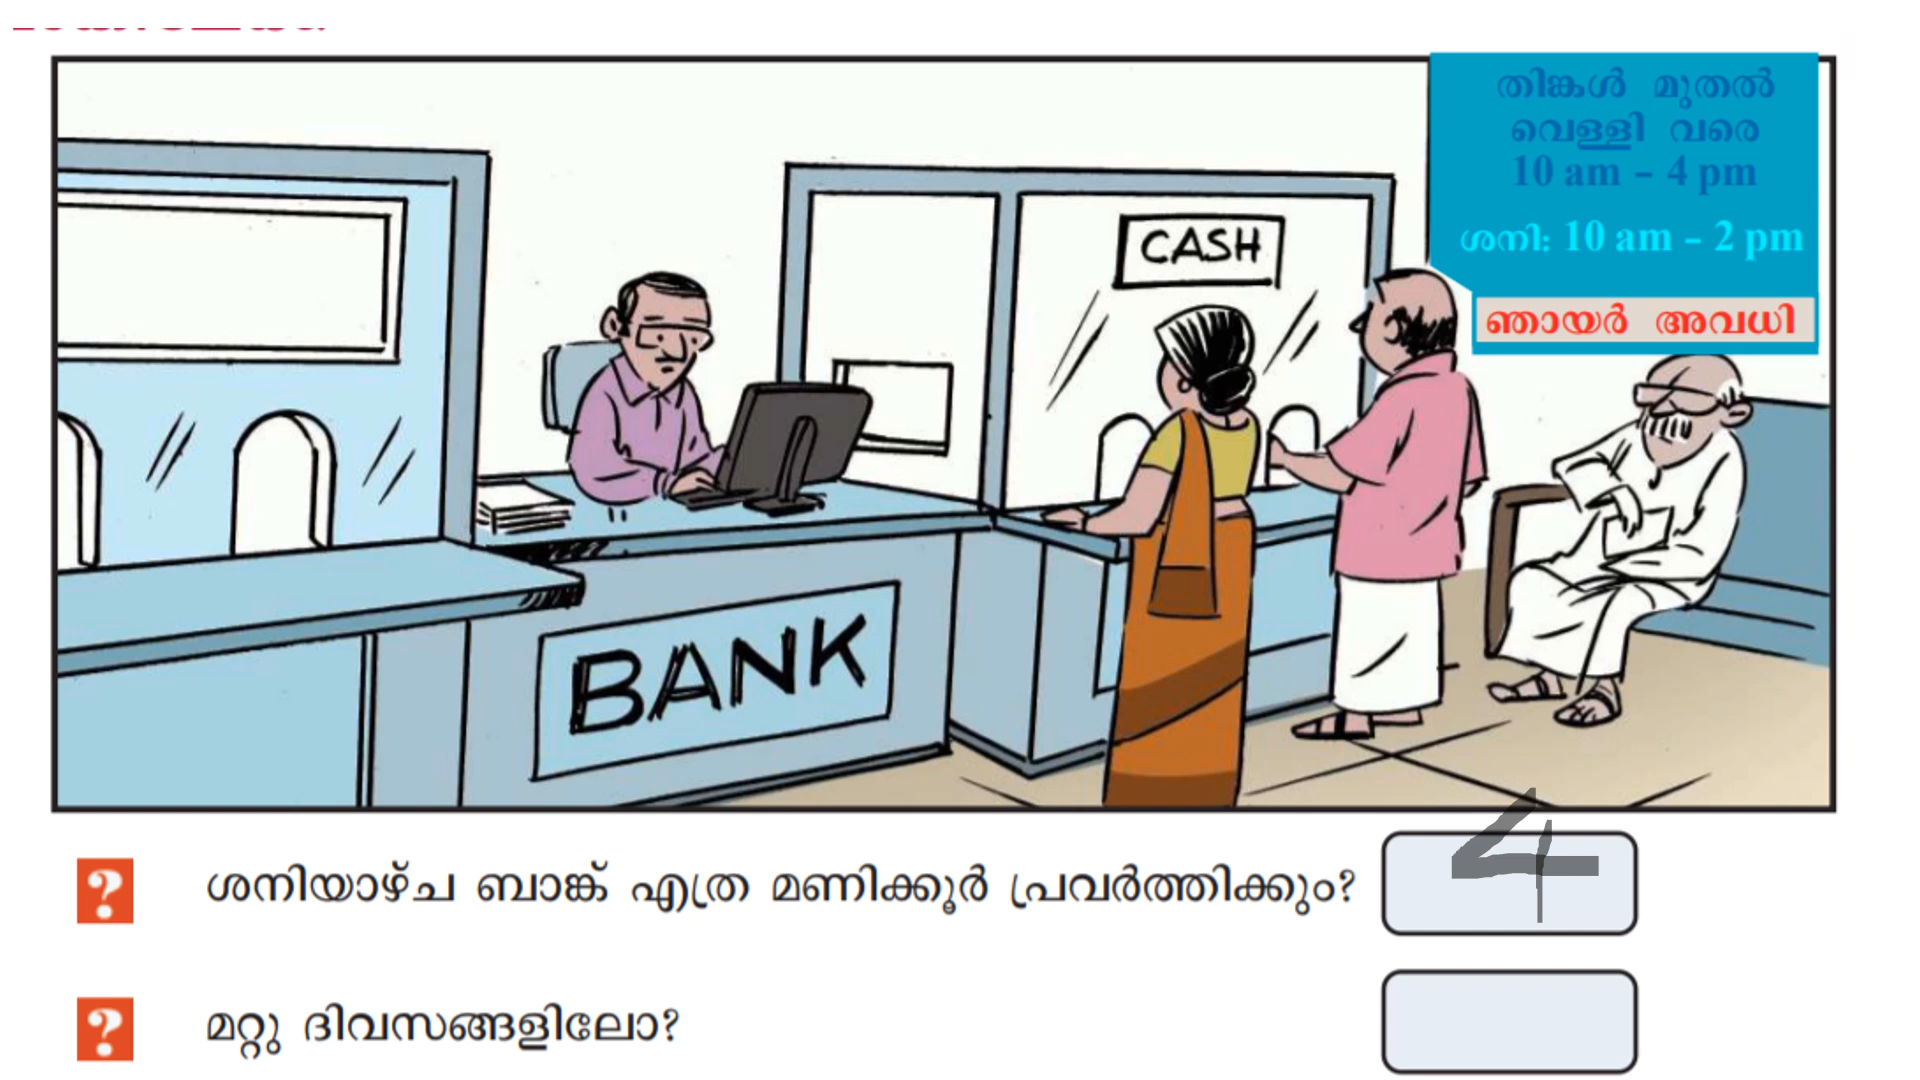 തിങ്കൾ മുതൽ
വെള്ളി വരെ
10 am – 4 pm
ശനി: 10 am – 2 pm
ഞായർ അവധി
CASH
BANK
? ശനിയാഴ്ച ബാങ്ക് എത്ര മണിക്കൂർ പ്രവർത്തിക്കും? 4
? മറ്റു ദിവസങ്ങളിലോ?